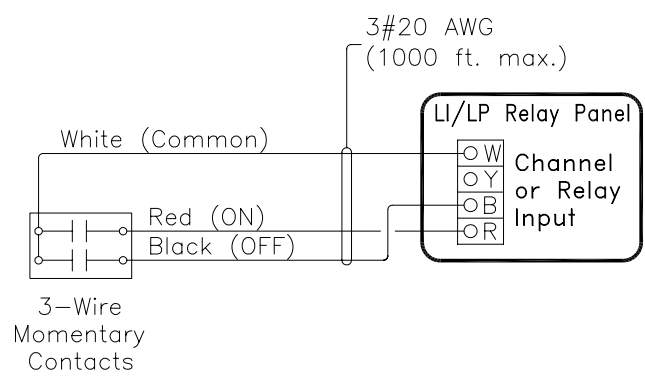 3#20 AWG
(1000 ft. max.)
LI/LP Relay Panel
White (Common)
W
Y
B
R
Channel
or Relay
Input
Red (ON)
Black (OFF)
3-Wire
Momentary
Contacts